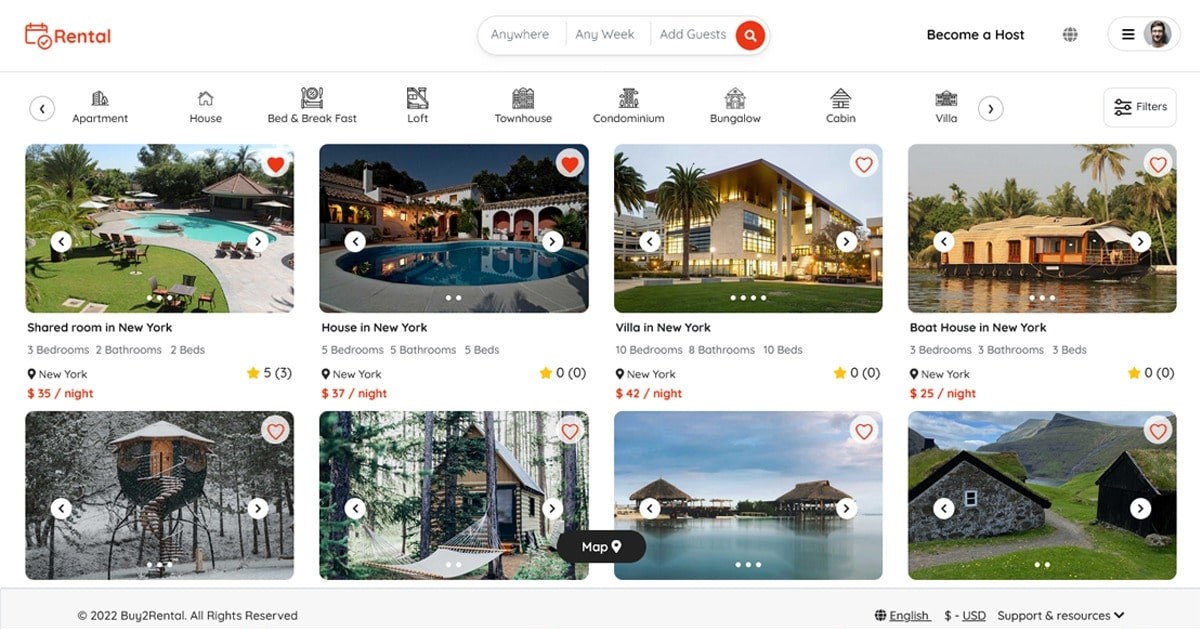 Rental
Anywhere Any Week Add Guests
Become a Host
Apartment House Bed & Break Fast Loft Townhouse Condominium Bungalow Cabin Villa
Filters
Shared room in New York
3 Bedrooms 2 Bathrooms 2 Beds
New York 5 (3)
$ 35 / night
House in New York
5 Bedrooms 5 Bathrooms 5 Beds
New York 0 (0)
$ 37 / night
Villa in New York
10 Bedrooms 8 Bathrooms 10 Beds
New York 0 (0)
$ 42 / night
Boat House in New York
3 Bedrooms 3 Bathrooms 3 Beds
New York 0 (0)
$ 25 / night
Map
© 2022 Buy2Rental. All Rights Reserved
English $ - USD Support & resources